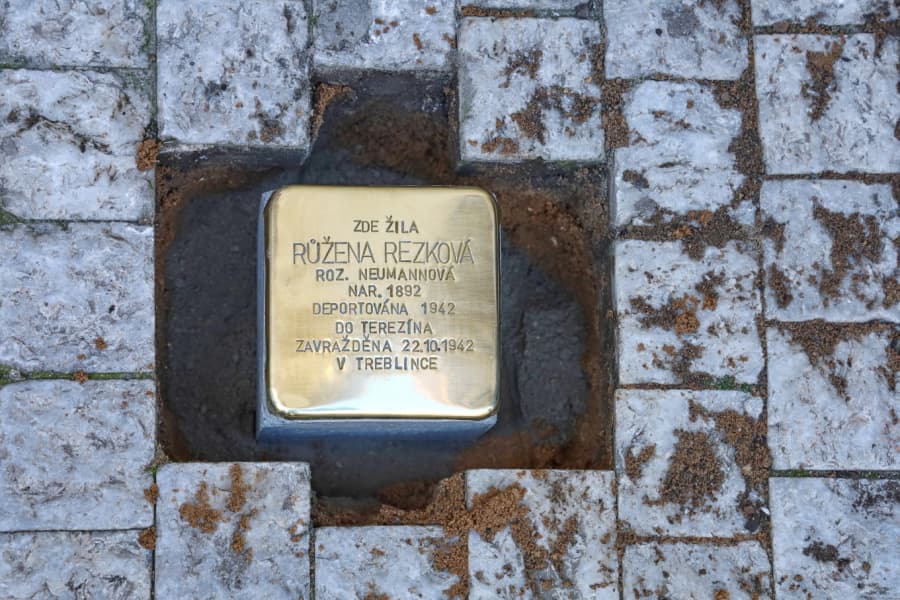 ZDE ŽILA
RŮŽENA REZKOVÁ
ROZ. NEUMANNOVÁ
NAR. 1892
DEPORTOVÁNA 1942
DO TEREZÍNA
ZAVRAŽDĚNA 22.10.1942
V TREBLINCE